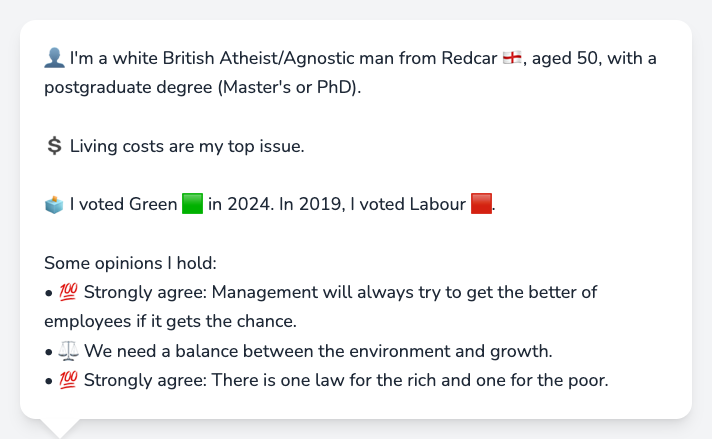 👤 I'm a white British Atheist/Agnostic man from Redcar 🏴󠁧󠁢󠁥󠁮󠁧󠁿, aged 50, with a
postgraduate degree (Master's or PhD).
💲 Living costs are my top issue.
🗳️ I voted Green 🟩 in 2024. In 2019, I voted Labour 🟥.
Some opinions I hold:
• 💯 Strongly agree: Management will always try to get the better of
employees if it gets the chance.
• ⚖️ We need a balance between the environment and growth.
• 💯 Strongly agree: There is one law for the rich and one for the poor.